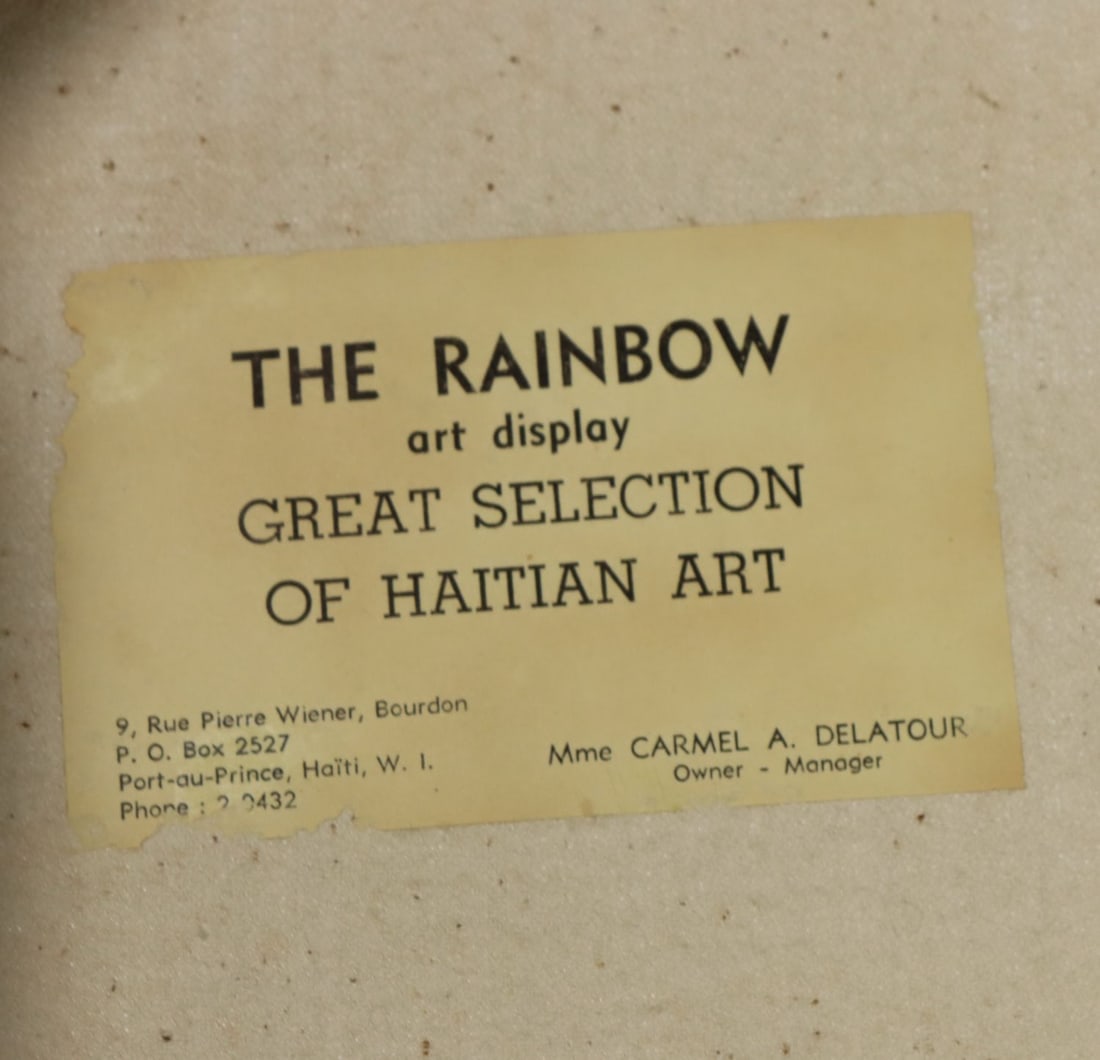 THE RAINBOW
art display
GREAT SELECTION
OF HAITIAN ART
9, Rue Pierre Wiener, Bourdon
P. O. Box 2527
Port-au-Prince, Haïti, W. I.
Phone :
Mme CARMEL A. DELATOUR
Owner - Manager